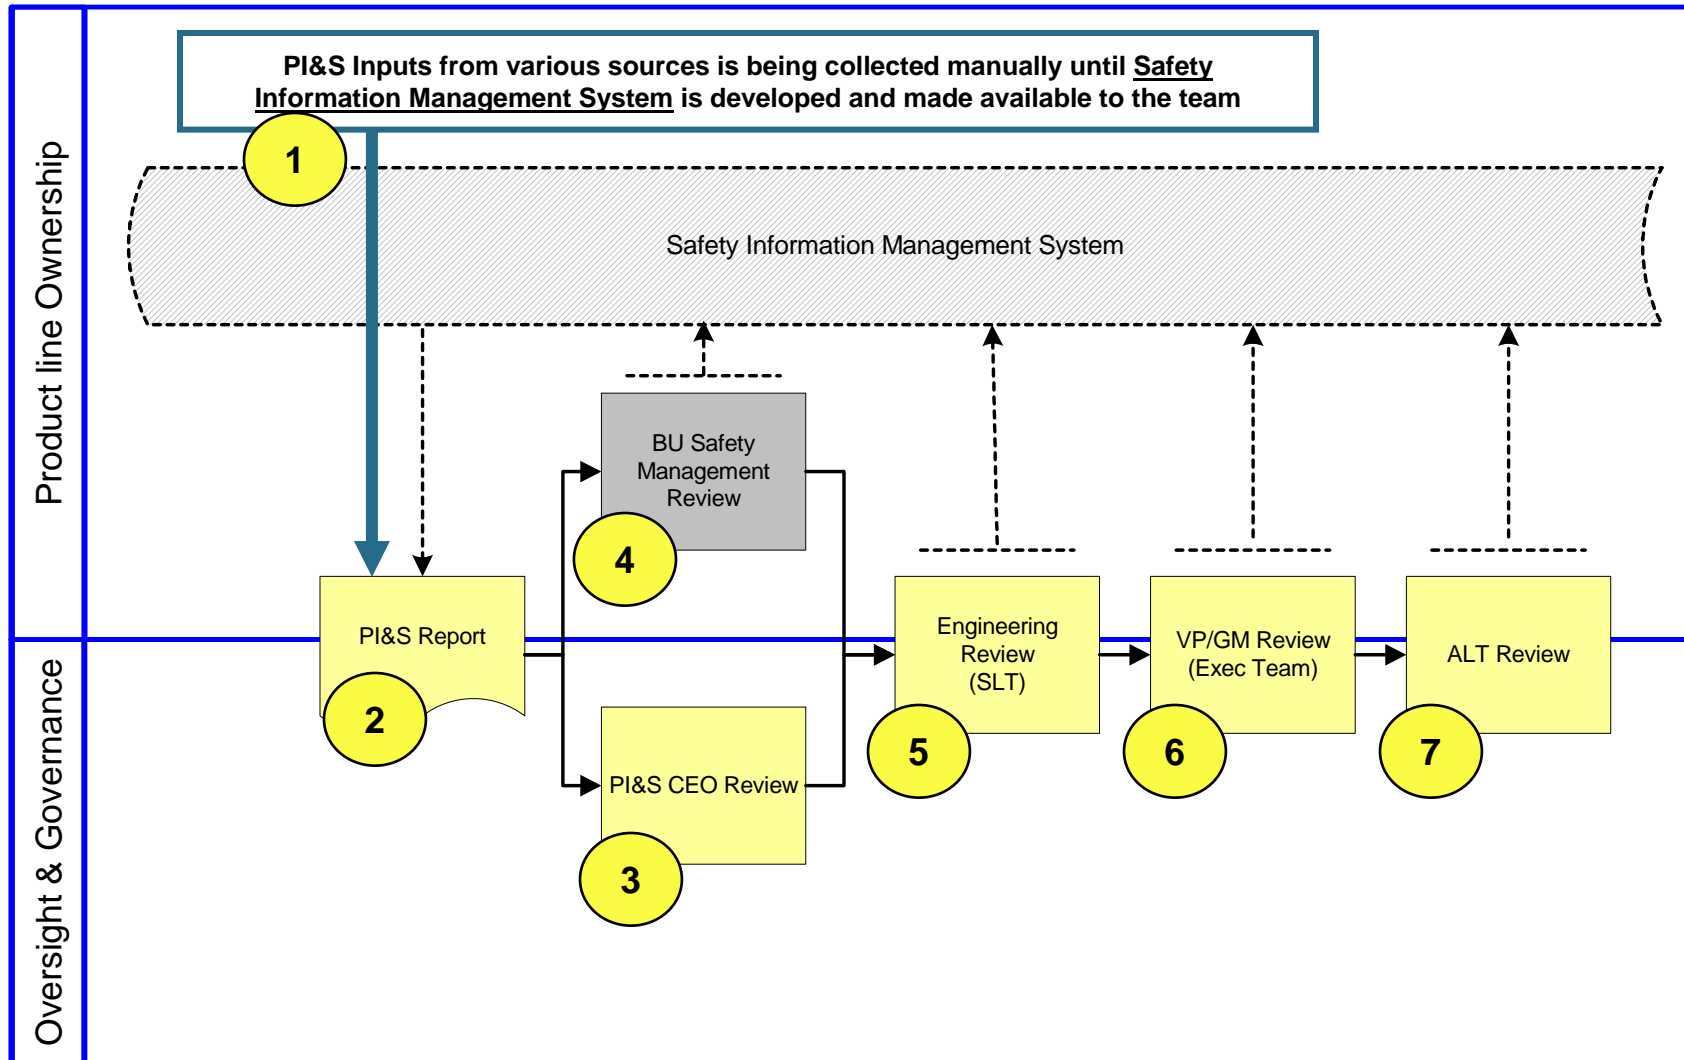 Product line Ownership
PI&S Inputs from various sources is being collected manually until Safety
Information Management System is developed and made available to the team
1
Safety Information Management System
BU Safety
Management
Review
4
PI&S Report
2
Engineering
Review
(SLT)
5
VP/GM Review
(Exec Team)
6
ALT Review
7
Oversight & Governance
PI&S CEO Review
3